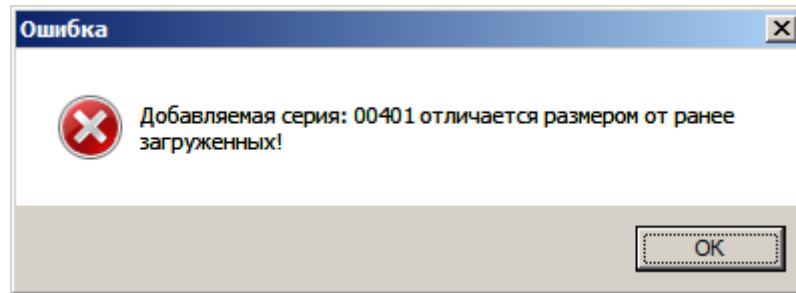 Ошибка
Добавляемая серия: 00401 отличается размером от ранее
загруженных!
OK